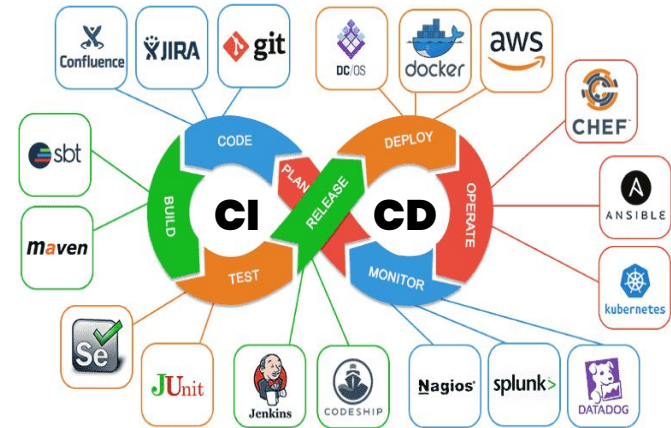 Confluence
JIRA
git
DC/OS
docker
aws
CHEF™
sbt
CODE
DEPLOY
PLAN
RELEASE
BUILD
CI
CD
OPERATE
ANSIBLE
maven
TEST
MONITOR
kubernetes
Se
JUnit
Jenkins
CODESHIP
Nagios®
splunk>
DATADOG